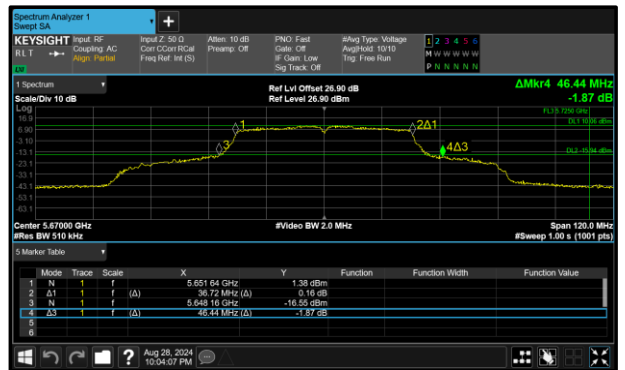 Spectrum Analyzer 1
Swept SA
KEYSIGHT Input: RF Input Z: 50 Ω Atten: 10 dB PNO: Fast #Avg Type: Voltage 1 2 3 4 5 6
RLT Coupling: AC Corr CCorr RCal Preamp: Off Gate: Off Avg|Hold: 10/10 M W W W W W
Align: Partial Freq Ref: Int (S) IF Gain: Low Trig: Free Run
Sig Track: Off P N N N N N
1 Spectrum Ref Lvl Offset 26.90 dB ΔMkr4 46.44 MHz
Scale/Div 10 dB Ref Level 26.90 dBm -1.87 dB
Log
16.9
6.90
-3.10
-13.1
-23.1
-33.1
-43.1
-53.1
-63.1
DL1 10.06 dBm
DL2 -15.94 dBm
1
2Δ1
3
4Δ3
Center 5.67000 GHz #Video BW 2.0 MHz Span 120.0 MHz
#Res BW 510 kHz #Sweep 1.00 s (1001 pts)
5 Marker Table
Mode Trace Scale X Y Function Function Width Function Value
1 N 1 f 5.651 64 GHz 1.38 dBm
2 Δ1 1 f (Δ) 36.72 MHz (Δ) 0.16 dB
3 N 1 f 5.648 16 GHz -16.55 dBm
4 Δ3 1 f (Δ) 46.44 MHz (Δ) -1.87 dB
5
6
? Aug 28, 2024
10:04:07 PM